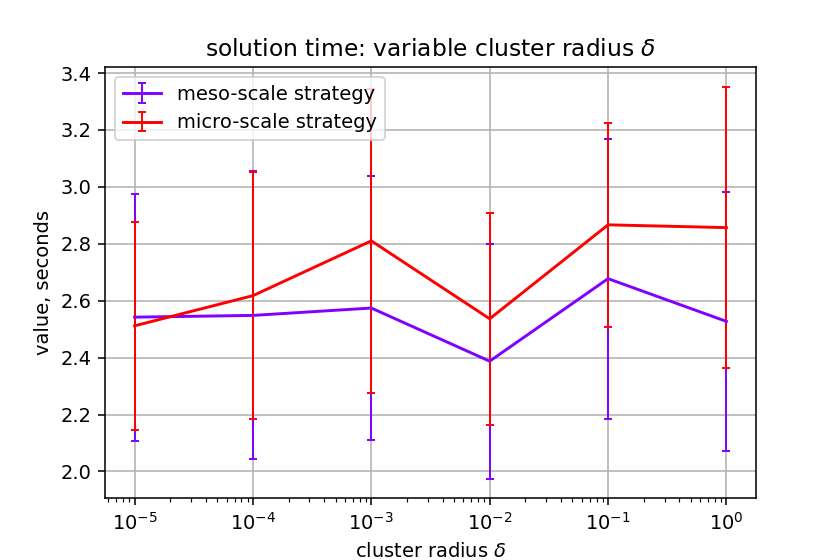 solution time: variable cluster radius δ
meso-scale strategy
micro-scale strategy
value, seconds
3.4
3.2
3.0
2.8
2.6
2.4
2.2
2.0
10⁻⁵ 10⁻⁴ 10⁻³ 10⁻² 10⁻¹ 10⁰
cluster radius δ